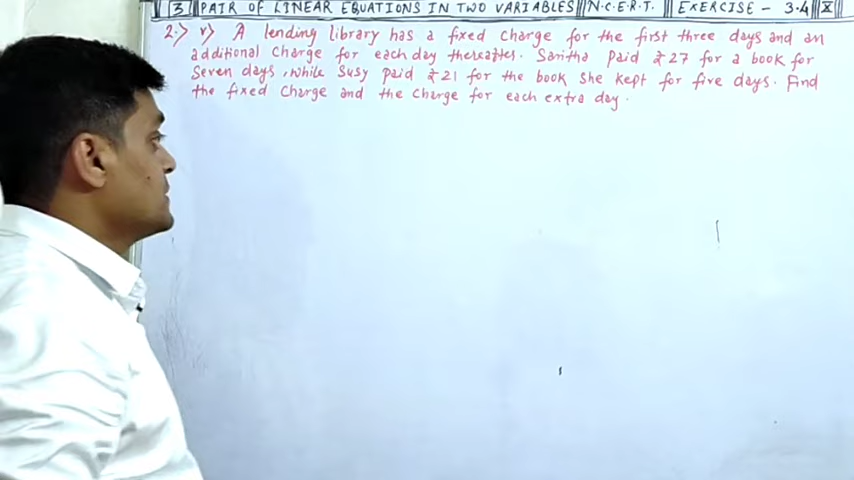 3 PAIR OF LINEAR EQUATIONS IN TWO VARIABLES N.C.E.R.T. EXERCISE - 3.4 X
2.> v> A lending library has a fixed charge for the first three days and an
additional charge for each day thereafter. Saritha paid ₹27 for a book for
Seven days, while Susy paid ₹21 for the book she kept for five days. Find
the fixed charge and the charge for each extra day.